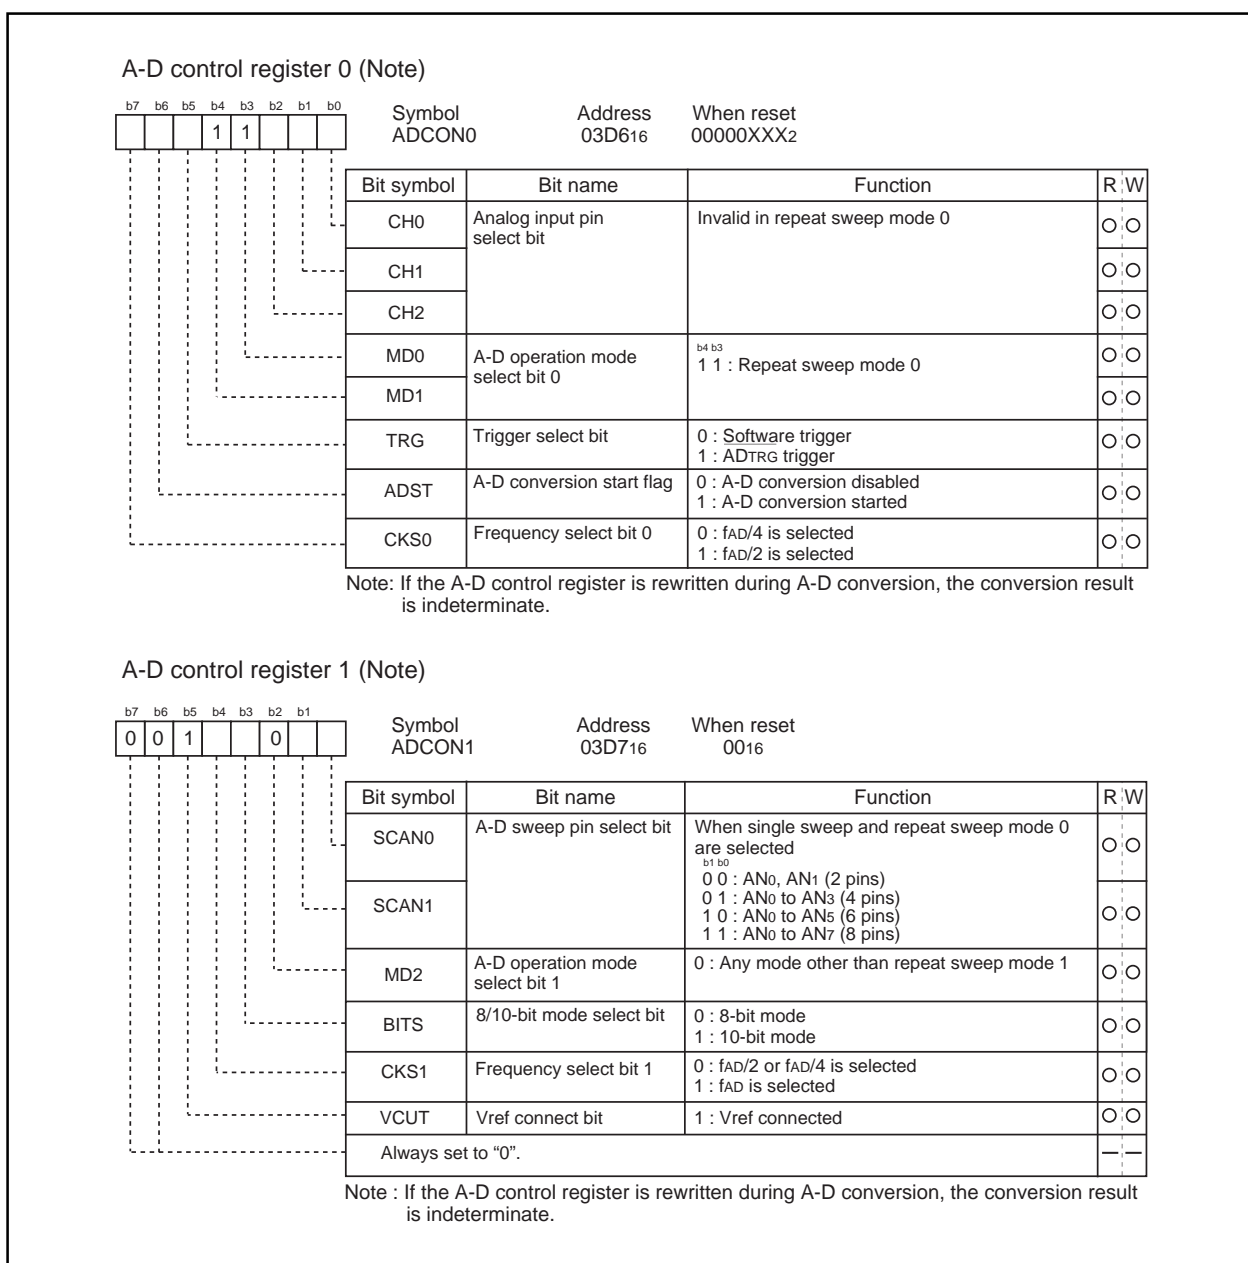 A-D control register 0 (Note)
b7 b6 b5 b4 b3 b2 b1 b0
1 1
Symbol Address When reset
ADCON0 03D616 00000XXX2
Bit symbol Bit name Function R W
CH0 Analog input pin select bit Invalid in repeat sweep mode 0
CH1
CH2
MD0 A-D operation mode select bit 0 b4 b3
1 1 : Repeat sweep mode 0
MD1
TRG Trigger select bit 0 : Software trigger
1 : ADTRG trigger
ADST A-D conversion start flag 0 : A-D conversion disabled
1 : A-D conversion started
CKS0 Frequency select bit 0 0 : fAD/4 is selected
1 : fAD/2 is selected
Note: If the A-D control register is rewritten during A-D conversion, the conversion result
is indeterminate.
A-D control register 1 (Note)
b7 b6 b5 b4 b3 b2 b1
0 0 1 0
Symbol Address When reset
ADCON1 03D716 0016
Bit symbol Bit name Function R W
SCAN0 A-D sweep pin select bit When single sweep and repeat sweep mode 0
are selected
b1 b0
0 0 : AN0, AN1 (2 pins)
0 1 : AN0 to AN3 (4 pins)
SCAN1 1 0 : AN0 to AN5 (6 pins)
1 1 : AN0 to AN7 (8 pins)
MD2 A-D operation mode select bit 1 0 : Any mode other than repeat sweep mode 1
BITS 8/10-bit mode select bit 0 : 8-bit mode
1 : 10-bit mode
CKS1 Frequency select bit 1 0 : fAD/2 or fAD/4 is selected
1 : fAD is selected
VCUT Vref connect bit 1 : Vref connected
Always set to “0”.
Note : If the A-D control register is rewritten during A-D conversion, the conversion result
is indeterminate.